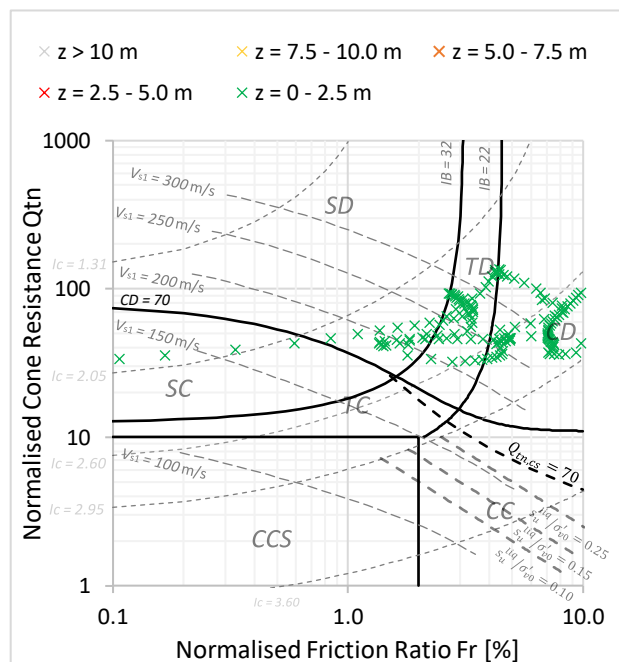 z > 10 m
z = 7.5 - 10.0 m
z = 5.0 - 7.5 m
z = 2.5 - 5.0 m
z = 0 - 2.5 m
Normalised Cone Resistance Qtn
1000
100
10
1
Vs1 = 300 m/s
Vs1 = 250 m/s
Vs1 = 200 m/s
Vs1 = 150 m/s
Vs1 = 100 m/s
Ic = 1.31
Ic = 2.05
Ic = 2.60
Ic = 2.95
Ic = 3.60
CD = 70
IB = 32
IB = 22
SD
TD
CD
SC
TC
CC
CCS
Qtn,cs = 70
su^liq/σ'v0 = 0.25
su^liq/σ'v0 = 0.15
su^liq/σ'v0 = 0.10
0.1
1.0
10.0
Normalised Friction Ratio Fr [%]